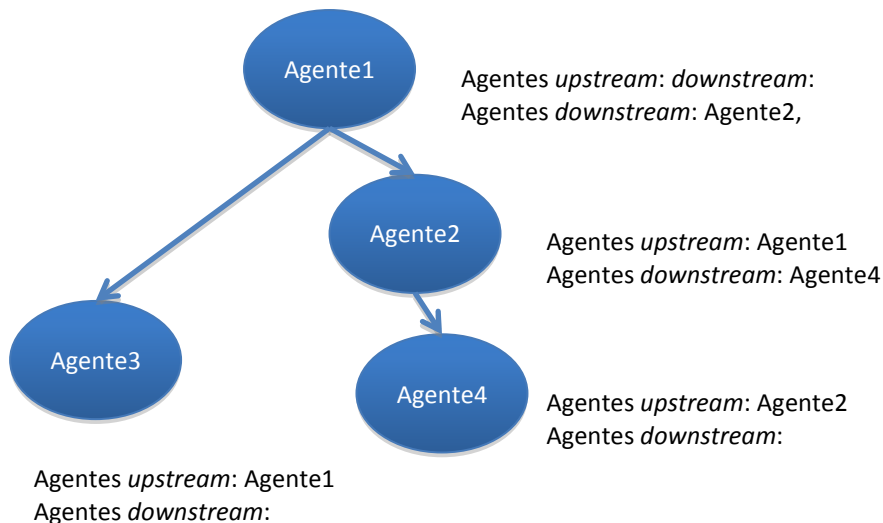 Agente1
Agentes upstream: downstream:
Agentes downstream: Agente2,
Agente2
Agentes upstream: Agente1
Agentes downstream: Agente4
Agente3
Agente4
Agentes upstream: Agente2
Agentes downstream:
Agentes upstream: Agente1
Agentes downstream: